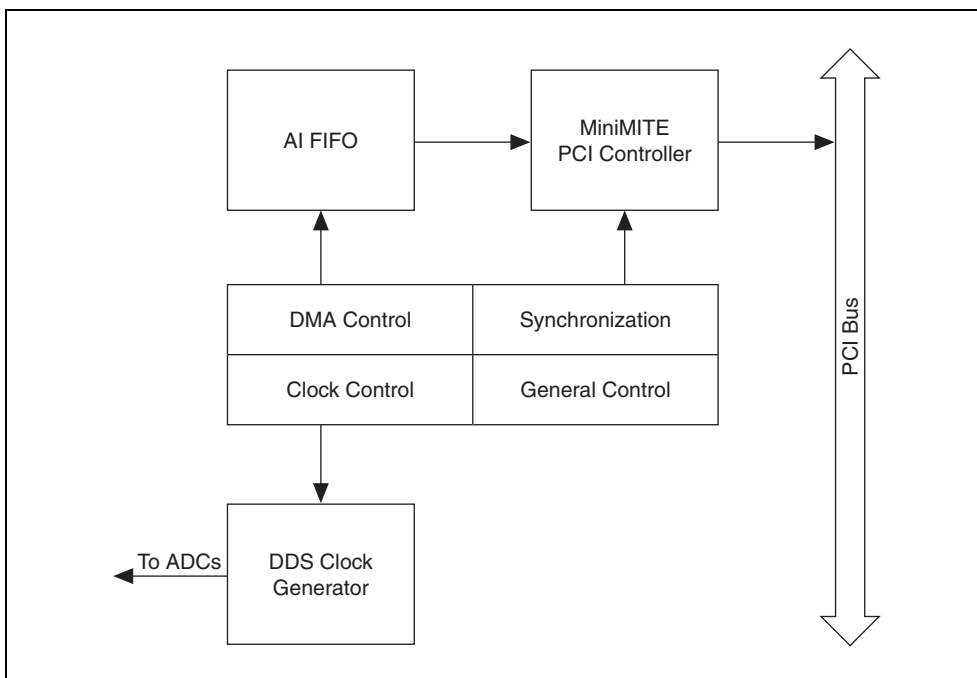 AI FIFO
MiniMITE
PCI Controller
DMA Control
Synchronization
Clock Control
General Control
PCI Bus
To ADCs
DDS Clock
Generator